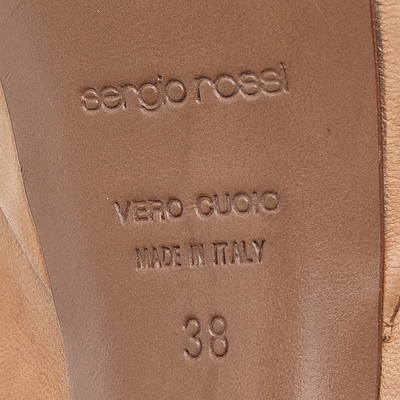 sergio rossi
VERO CUOIO
MADE IN ITALY
38